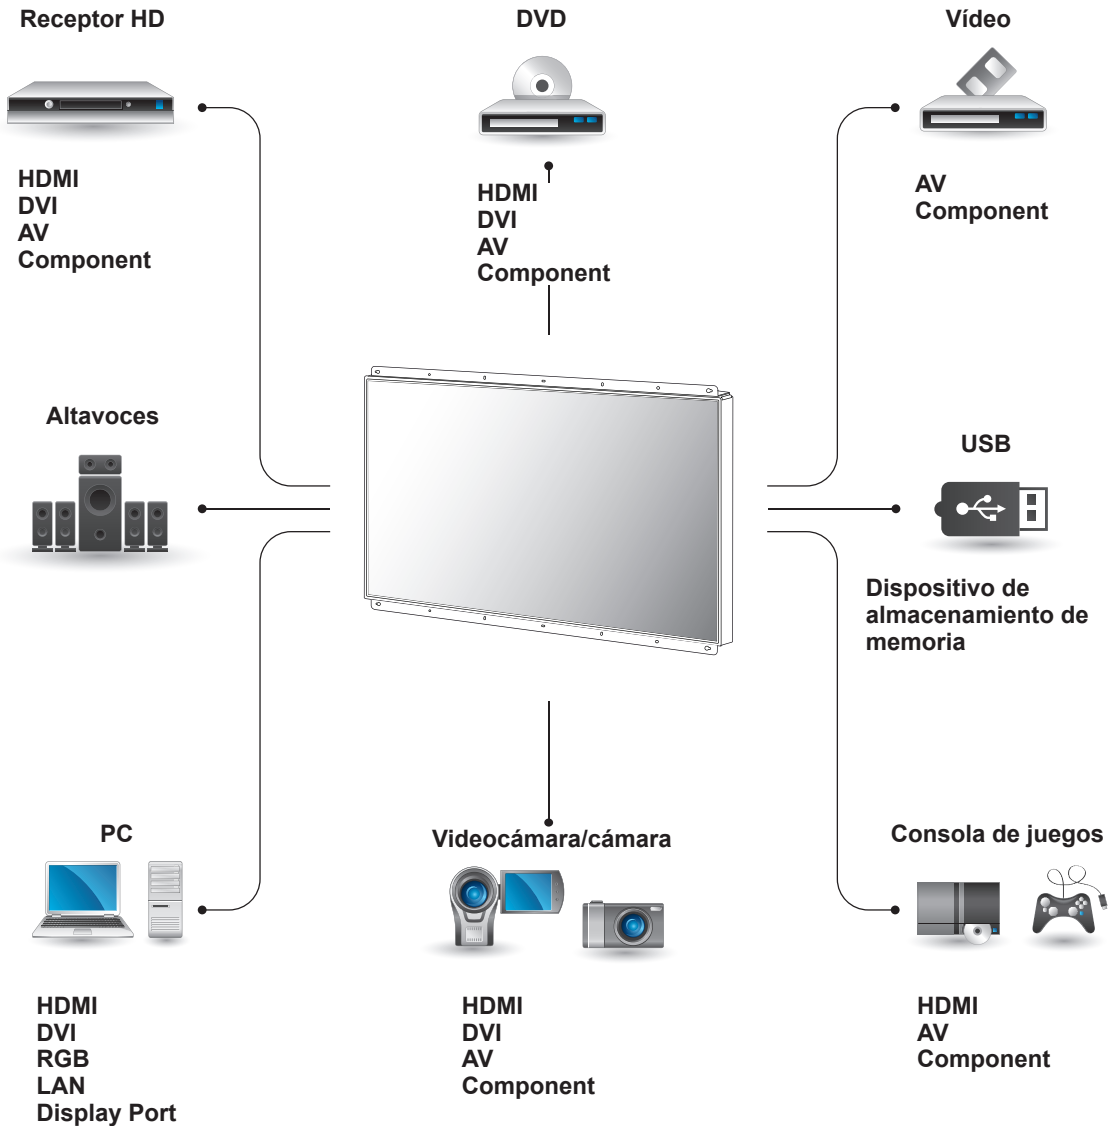 Receptor HD
HDMI
DVI
AV
Component
DVD
HDMI
DVI
AV
Component
Vídeo
AV
Component
Altavoces
USB
Dispositivo de
almacenamiento de
memoria
PC
HDMI
DVI
RGB
LAN
Display Port
Videocámara/cámara
HDMI
DVI
AV
Component
Consola de juegos
HDMI
AV
Component